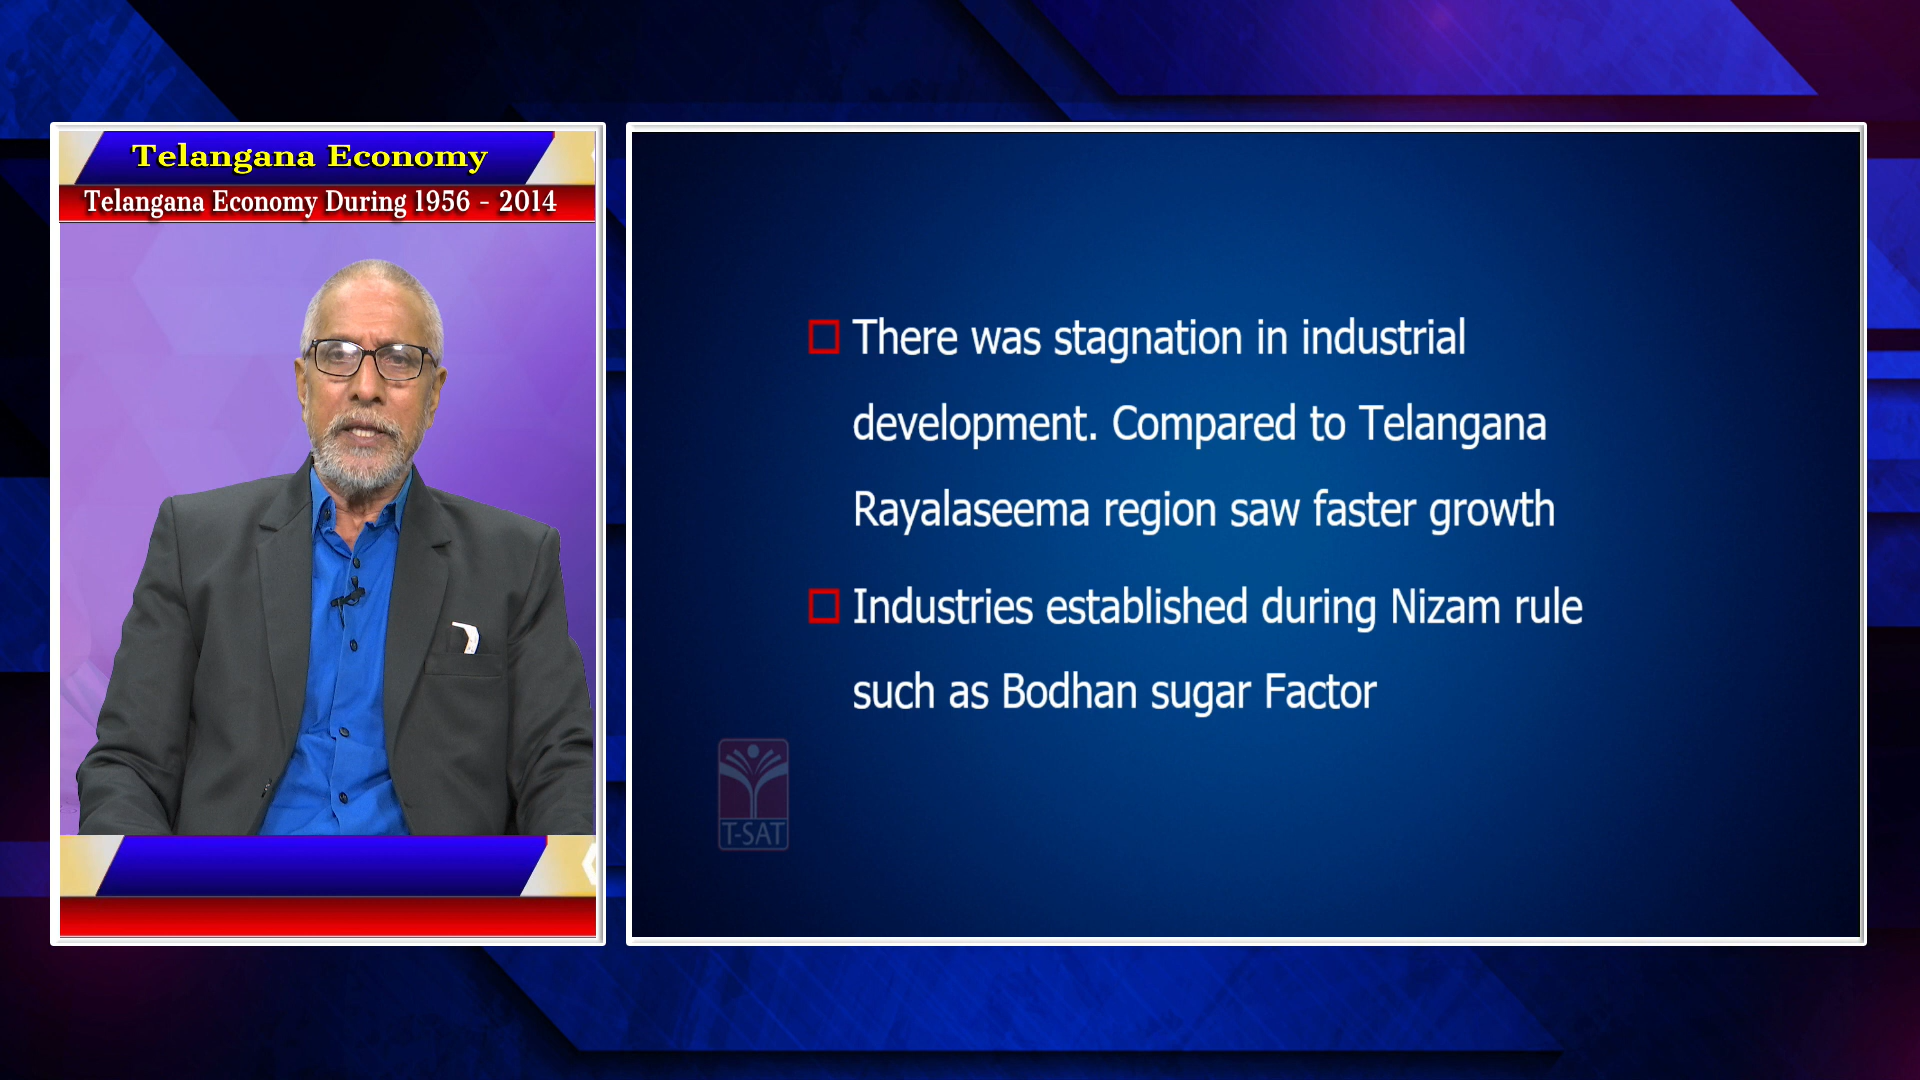 Telangana Economy
Telangana Economy During 1956 - 2014
There was stagnation in industrial
development. Compared to Telangana
Rayalaseema region saw faster growth
Industries established during Nizam rule
such as Bodhan sugar Factor
T-SAT